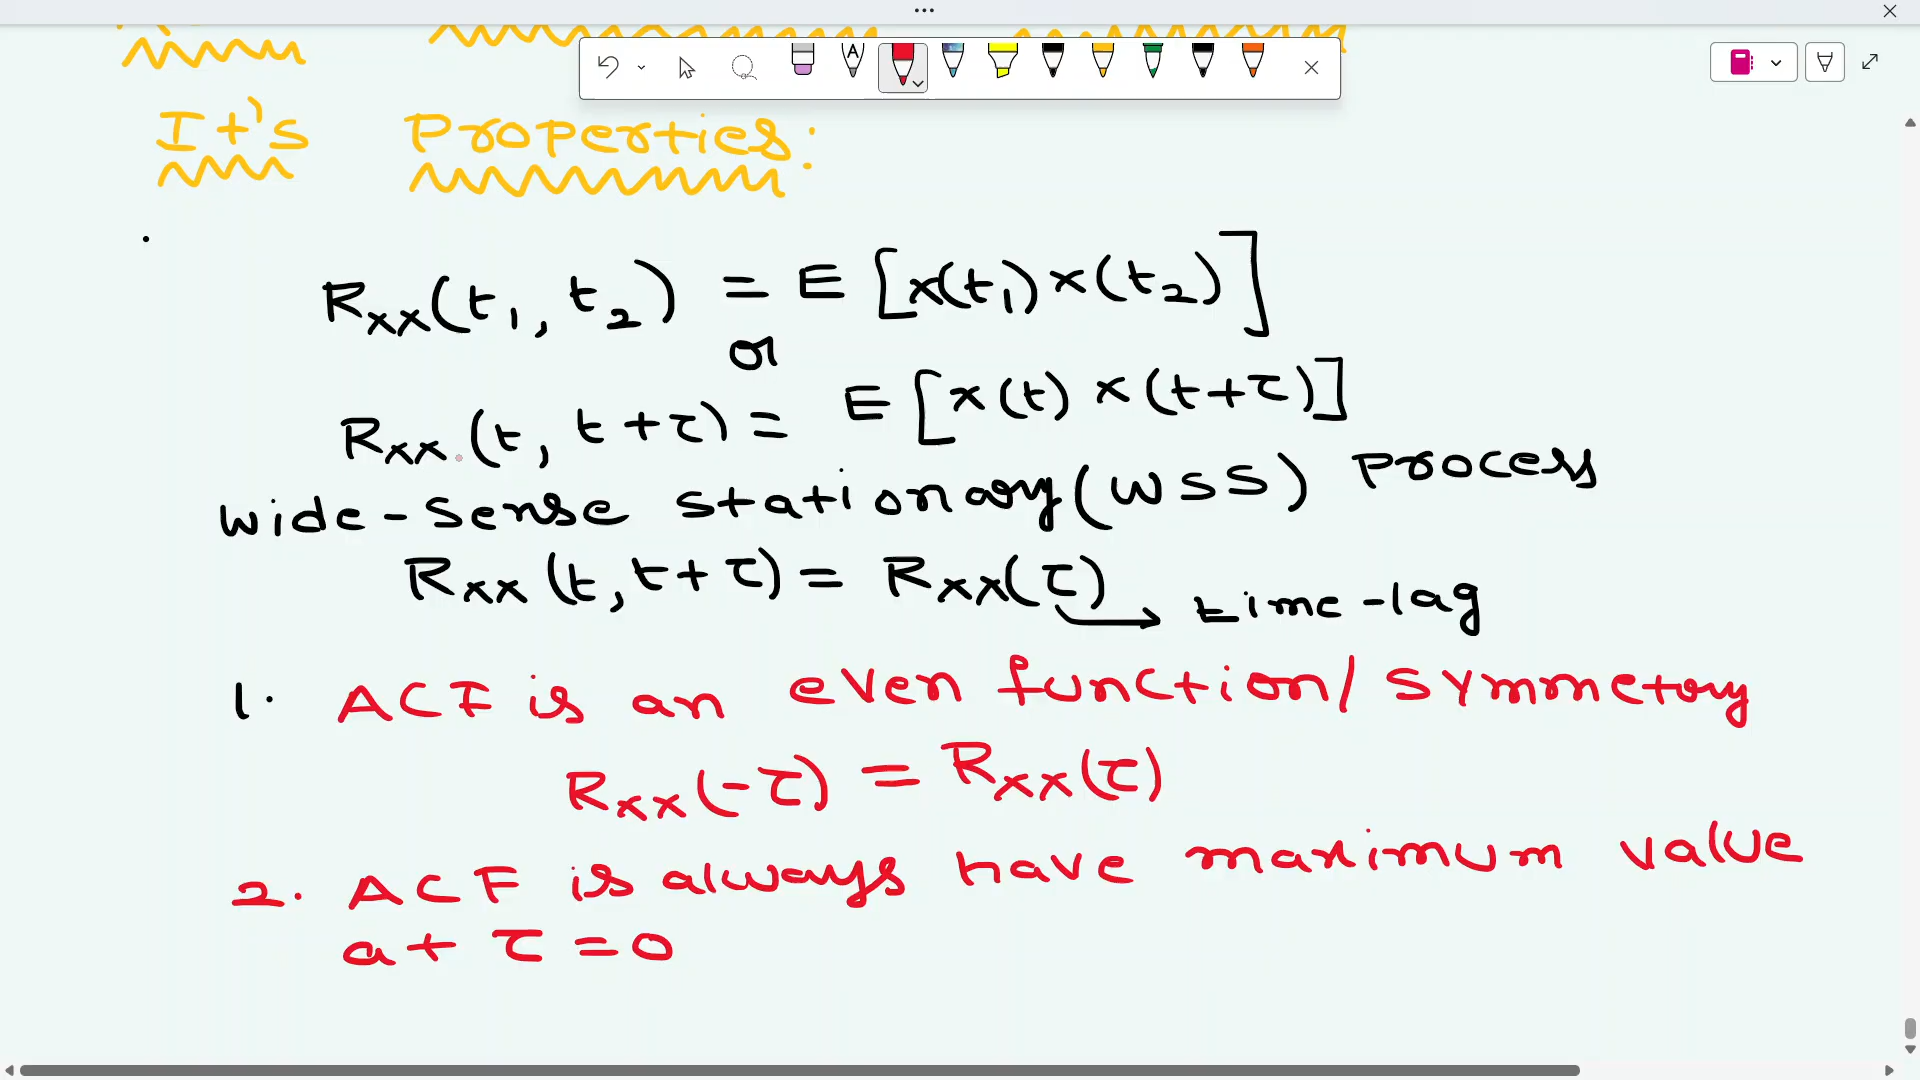 It's Properties:
Rxx(t1, t2) = E [x(t1) x(t2)]
or
Rxx(t, t+τ) = E [x(t) x(t+τ)]
wide-sense stationary(WSS) Process
Rxx(t, t+τ) = Rxx(τ)
→ time-lag
1. ACF is an even function/symmetory
Rxx(-τ) = Rxx(τ)
2. ACF is always have maximum value
at τ = 0